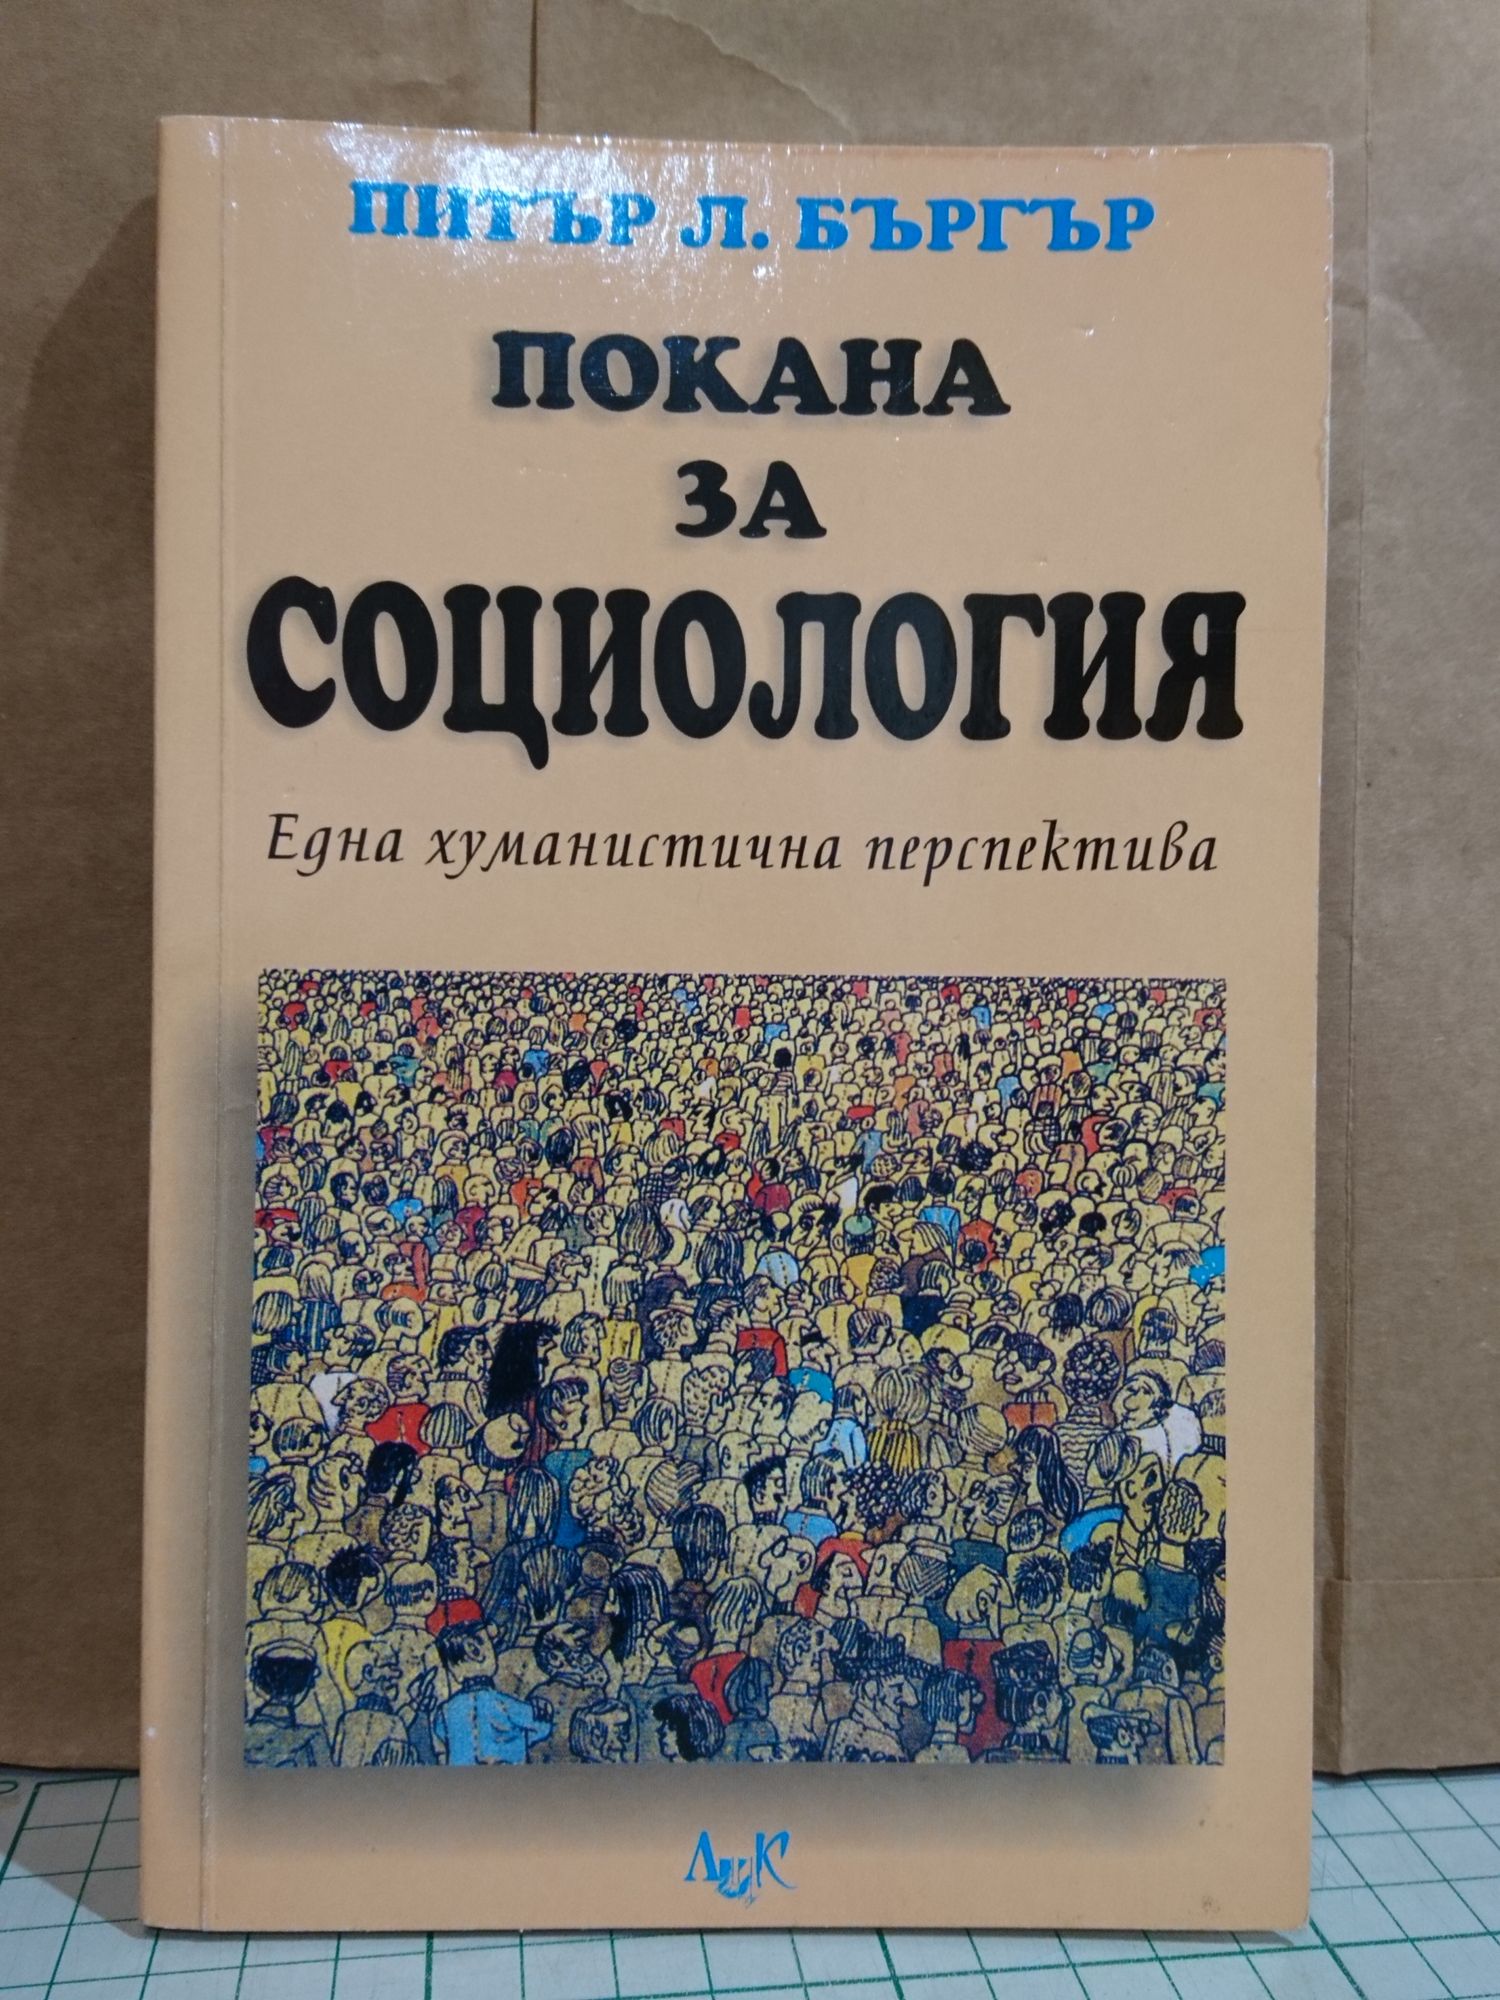 ПИТЪР Л. БЪРГЪР
ПОКАНА
ЗА
СОЦИОЛОГИЯ
Една хуманистична перспектива
ЛиК